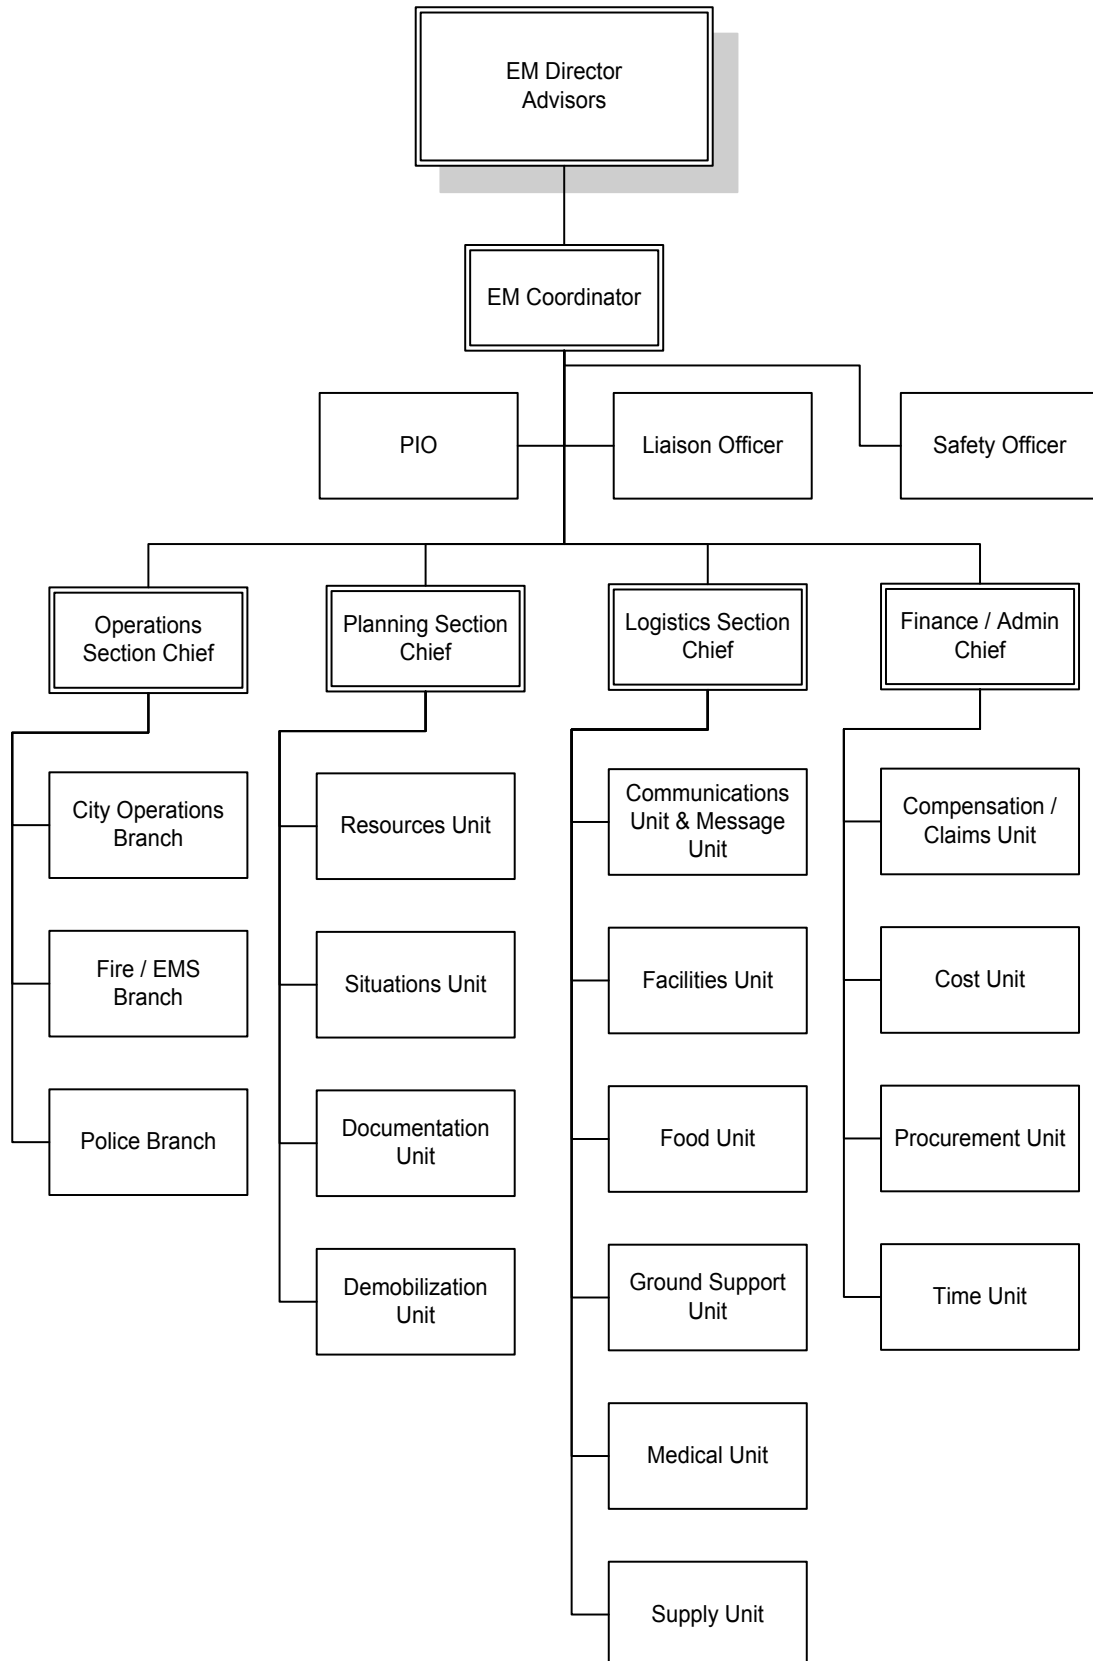 EM Director
Advisors
EM Coordinator
PIO
Liaison Officer
Safety Officer
Operations
Section Chief
Planning Section
Chief
Logistics Section
Chief
Finance / Admin
Chief
City Operations
Branch
Fire / EMS
Branch
Police Branch
Resources Unit
Situations Unit
Documentation
Unit
Demobilization
Unit
Communications
Unit & Message
Unit
Facilities Unit
Food Unit
Ground Support
Unit
Medical Unit
Supply Unit
Compensation /
Claims Unit
Cost Unit
Procurement Unit
Time Unit